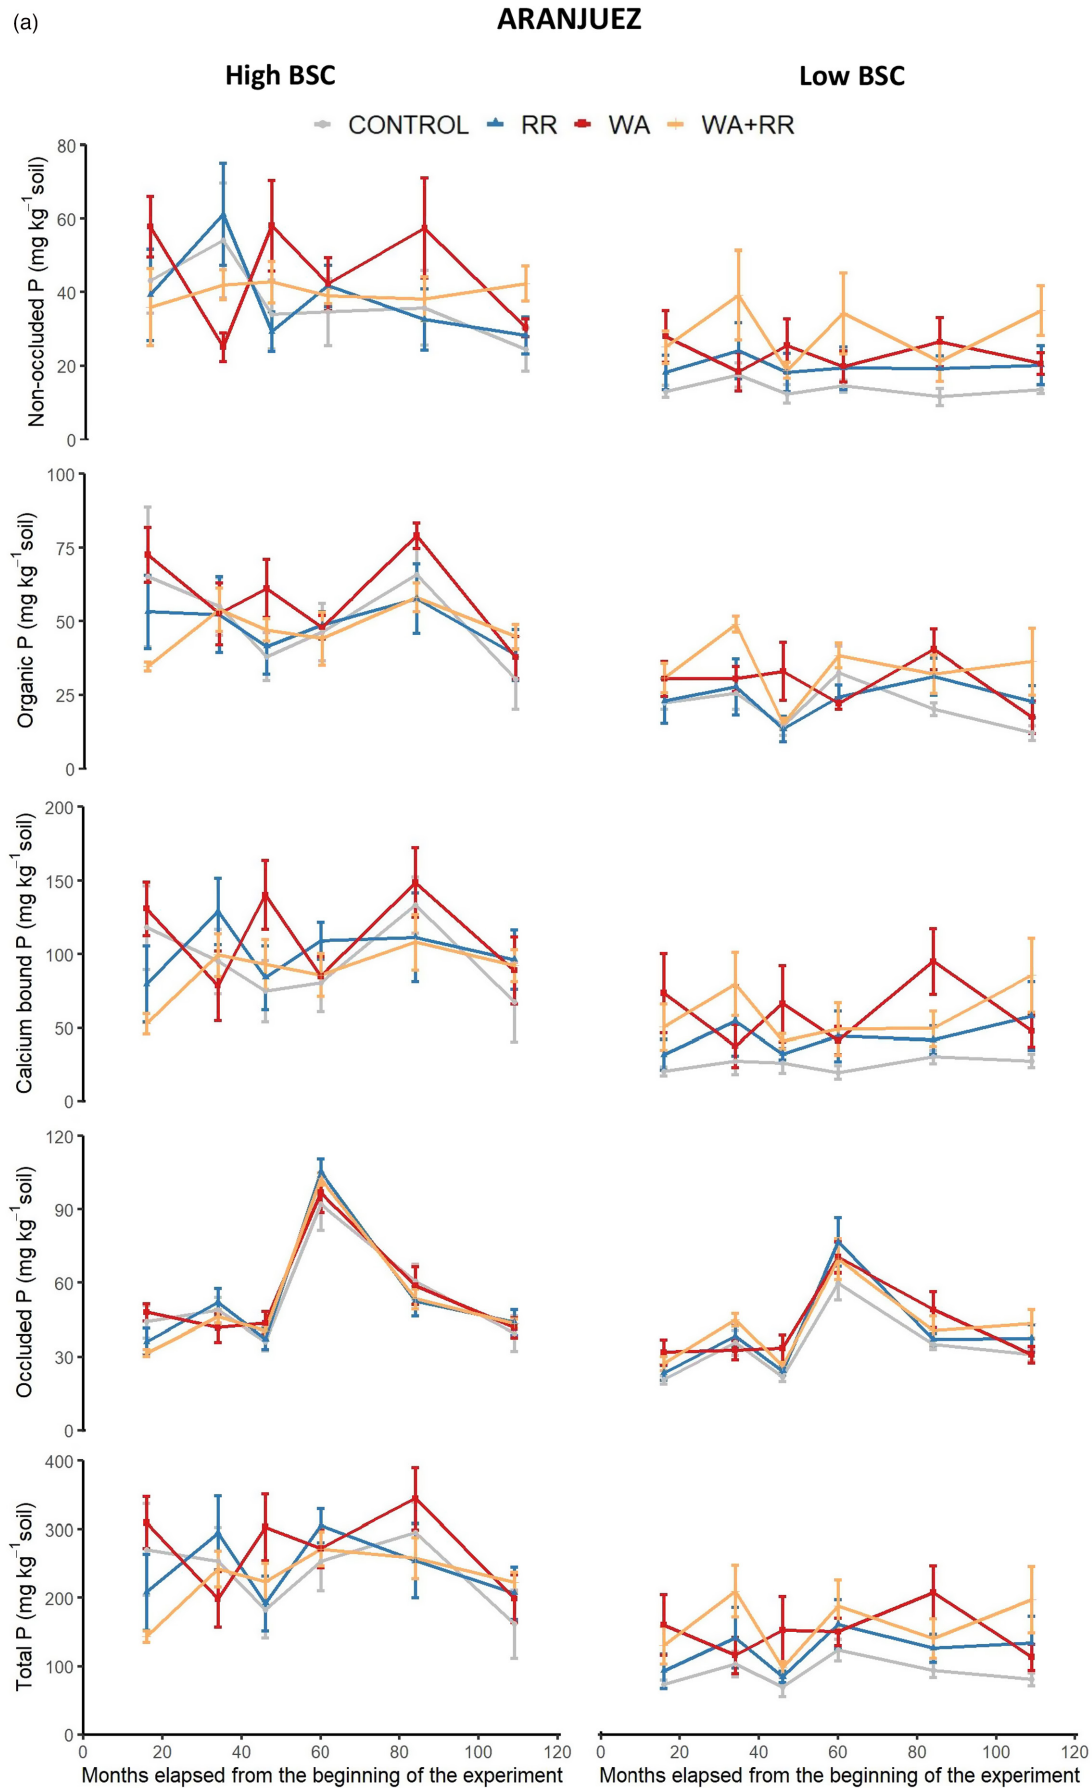 (a)
ARANJUEZ
High BSC
Low BSC
CONTROL RR WA WA+RR
Non-occluded P (mg kg⁻¹soil)
80
60
40
20
0
Organic P (mg kg⁻¹soil)
100
75
50
25
0
Calcium bound P (mg kg⁻¹soil)
200
150
100
50
0
Occluded P (mg kg⁻¹soil)
120
90
60
30
0
Total P (mg kg⁻¹soil)
400
300
200
100
0
0 20 40 60 80 100 120
0 20 40 60 80 100 120
Months elapsed from the beginning of the experiment
Months elapsed from the beginning of the experiment